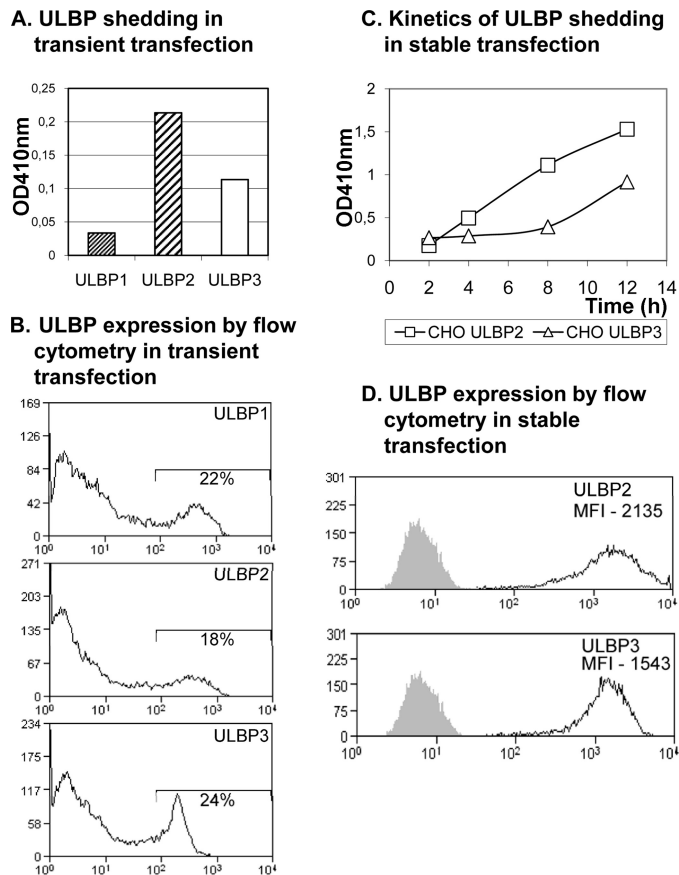 A. ULBP shedding in
transient transfection
0,25
0,2
0,15
0,1
0,05
0
OD410nm
ULBP1 ULBP2 ULBP3
B. ULBP expression by flow
cytometry in transient
transfection
169
126
84
42
0
ULBP1
22%
10⁰ 10¹ 10² 10³ 10⁴
271
203
135
67
0
ULBP2
18%
10⁰ 10¹ 10² 10³ 10⁴
234
175
117
58
0
ULBP3
24%
10⁰ 10¹ 10² 10³ 10⁴
C. Kinetics of ULBP shedding
in stable transfection
2
1,5
1
0,5
0
OD410nm
0 2 4 6 8 10 12 14
Time (h)
CHO ULBP2 CHO ULBP3
D. ULBP expression by flow
cytometry in stable
transfection
301
225
150
75
0
ULBP2
MFI - 2135
10⁰ 10¹ 10² 10³ 10⁴
301
225
150
75
0
ULBP3
MFI - 1543
10⁰ 10¹ 10² 10³ 10⁴